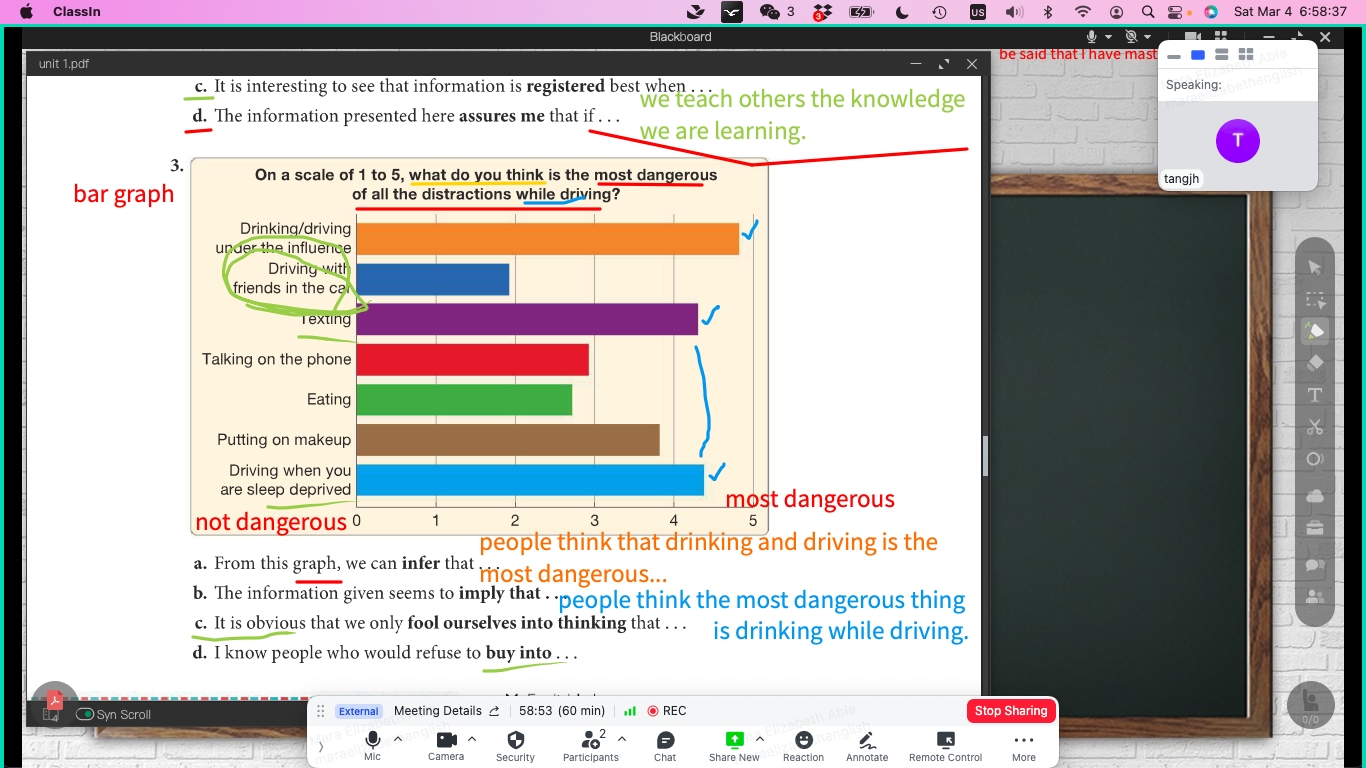 ClassIn
3
3
US
Sat Mar 4 6:58:37
Blackboard
be said that I have mast
unit 1.pdf
Speaking:
T
tangjh
c. It is interesting to see that information is registered best when . . .
we teach others the knowledge
d. The information presented here assures me that if . . .
we are learning.
3.
bar graph
On a scale of 1 to 5, what do you think is the most dangerous
of all the distractions while driving?
Drinking/driving
under the influence
Driving with
friends in the car
Texting
Talking on the phone
Eating
Putting on makeup
Driving when you
are sleep deprived
most dangerous
not dangerous
0 1 2 3 4 5
people think that drinking and driving is the
a. From this graph, we can infer that . . .
most dangerous...
b. The information given seems to imply that . . .
people think the most dangerous thing
c. It is obvious that we only fool ourselves into thinking that . . .
is drinking while driving.
d. I know people who would refuse to buy into . . .
4
Syn Scroll
External Meeting Details 58:53 (60 min) REC Stop Sharing
2
Mic Camera Security Participants Chat Share New Reaction Annotate Remote Control More
0/0